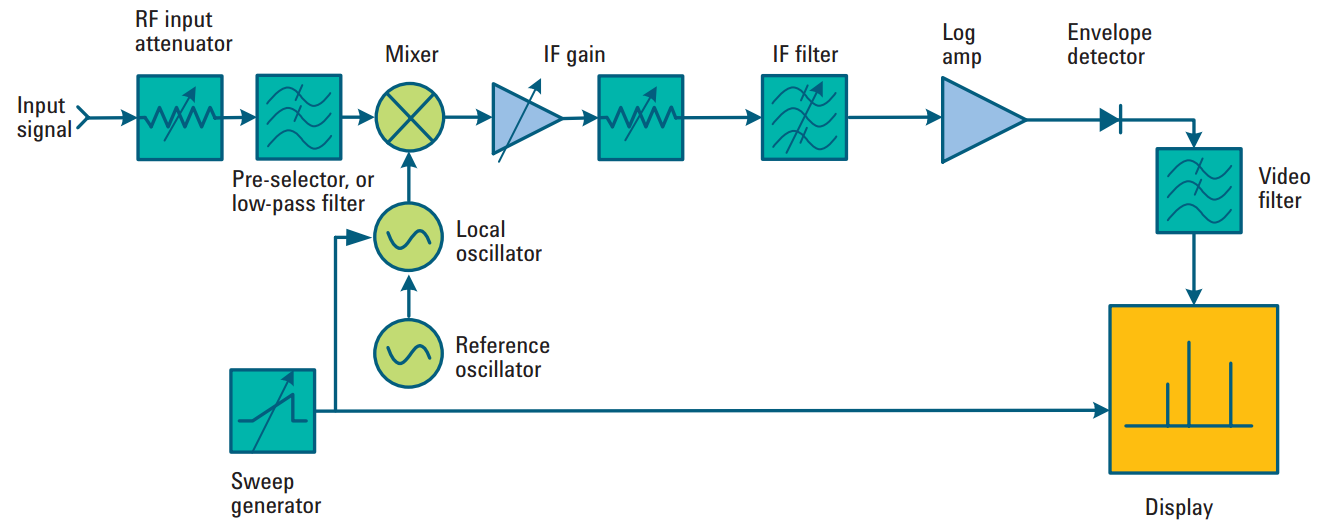 RF input
attenuator
Mixer
IF gain
IF filter
Log
amp
Envelope
detector
Input
signal
Pre-selector, or
low-pass filter
Video
filter
Local
oscillator
Reference
oscillator
Sweep
generator
Display